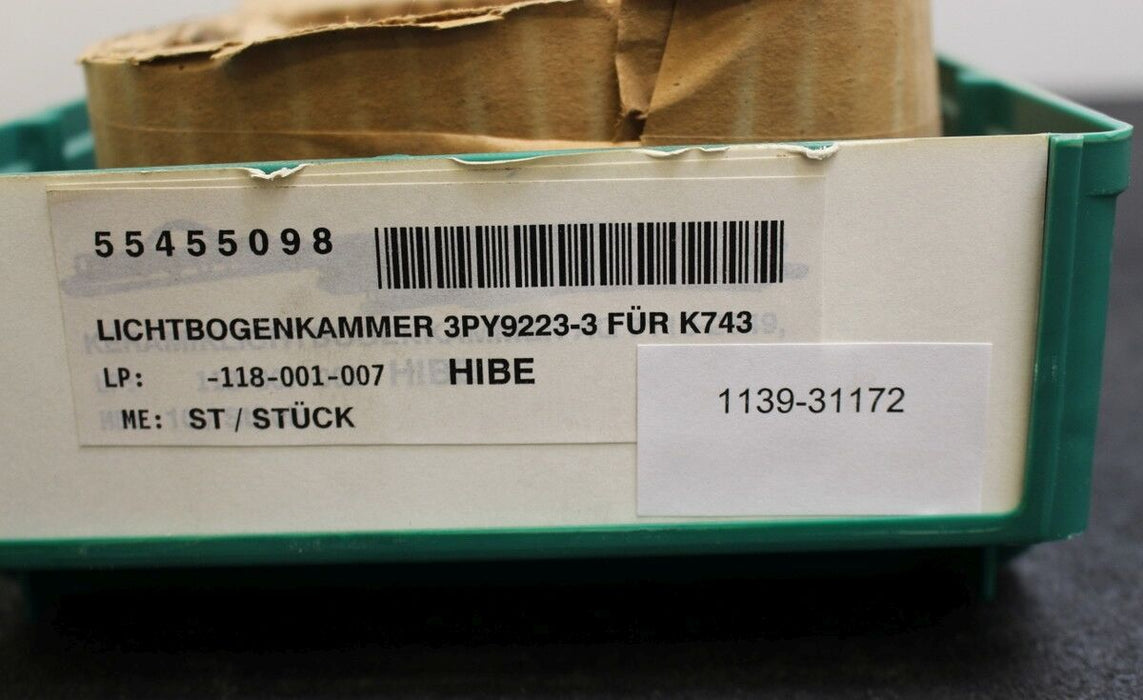 55455098
LICHTBOGENKAMMER 3PY9223-3 FÜR K743
LP: -118-001-007 HIBE
ME: ST / STÜCK
1139-31172